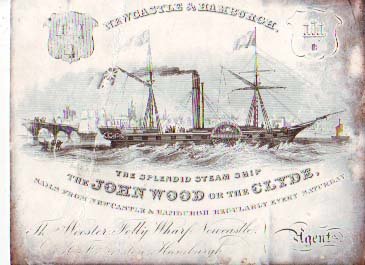 NEWCASTLE & HAMBURGH,
THE SPLENDID STEAM SHIP
THE JOHN WOOD OR THE CLYDE,
SAILS FROM NEWCASTLE & HAMBURGH REGULARLY EVERY SATURDAY
Folly Wharf Newcastle
Agent
Hamburgh